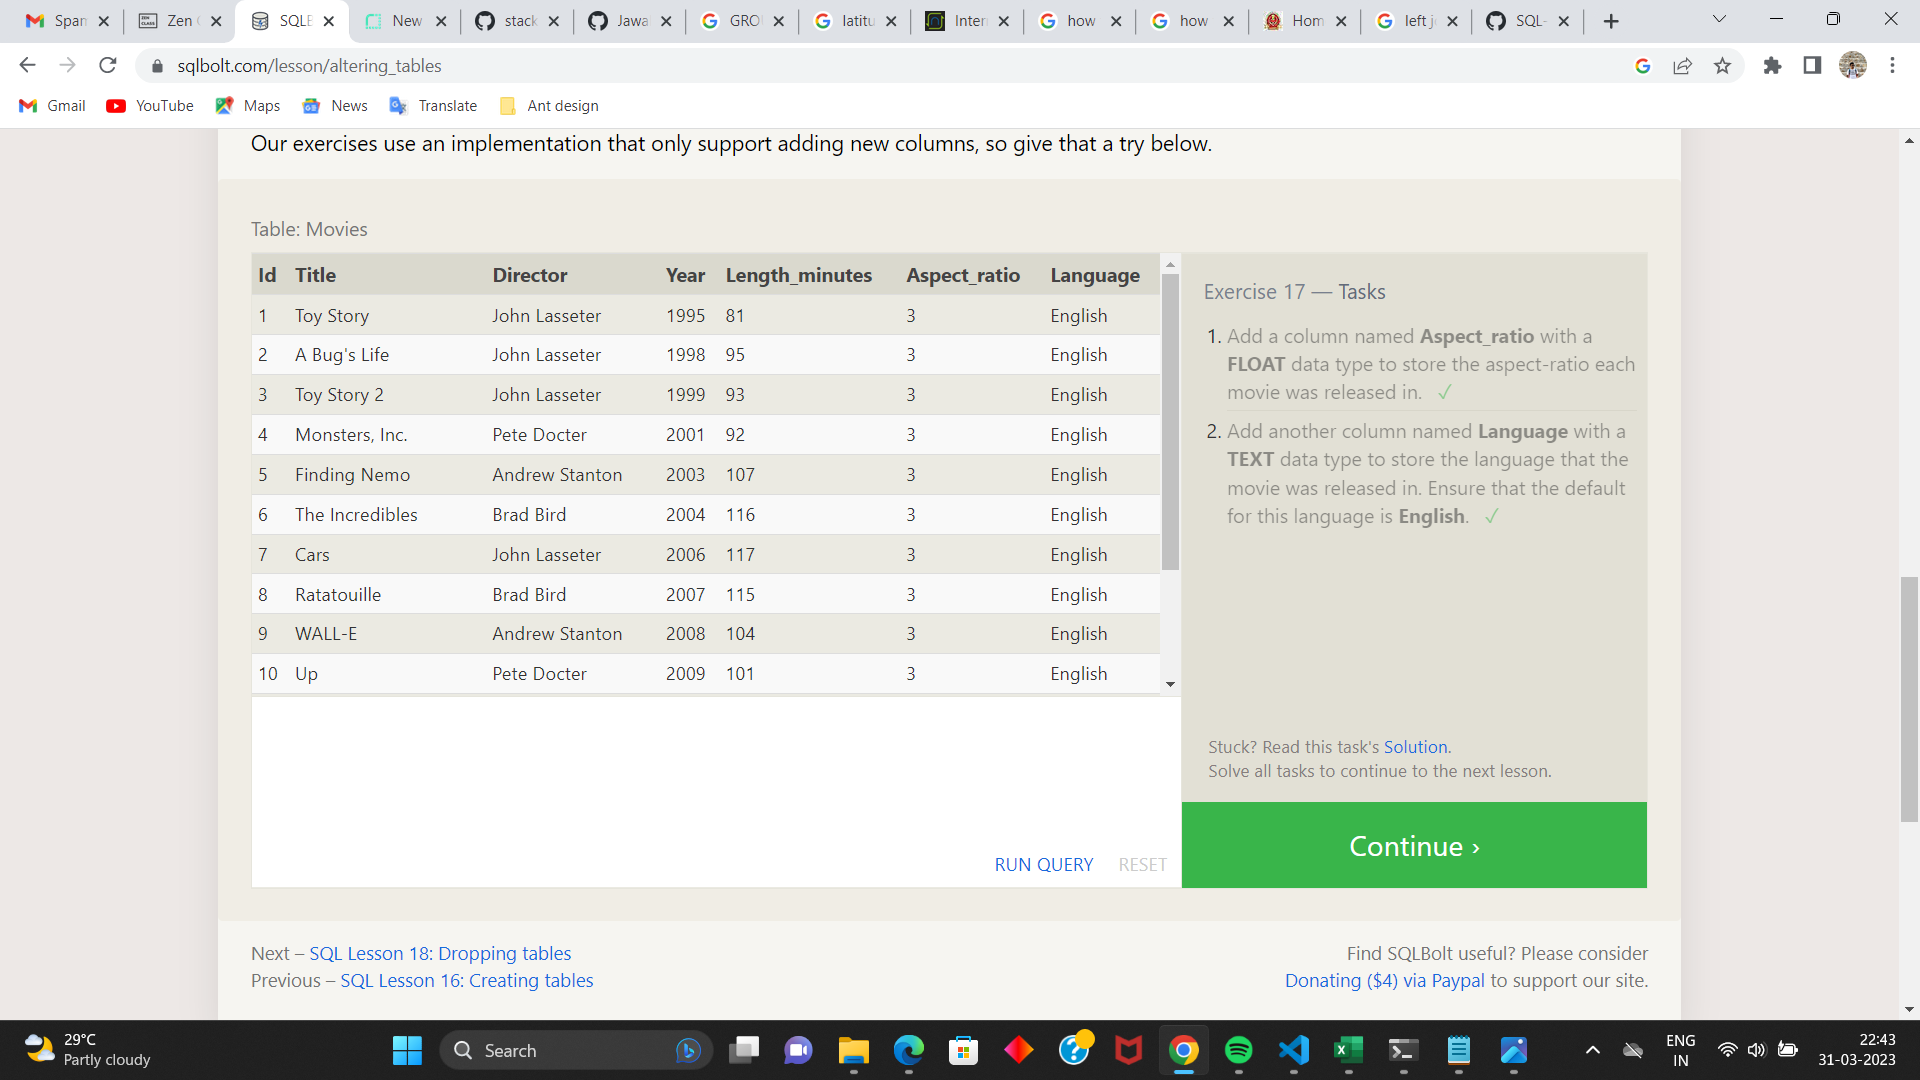 Span
Zen
SQLB
New
stack
Jawa
GRO
latitu
Inter
how
how
Hom
left j
SQL-
sqlbolt.com/lesson/altering_tables
Gmail YouTube Maps News Translate Ant design
Our exercises use an implementation that only support adding new columns, so give that a try below.
Table: Movies
Id Title Director Year Length_minutes Aspect_ratio Language
1 Toy Story John Lasseter 1995 81 3 English
2 A Bug's Life John Lasseter 1998 95 3 English
3 Toy Story 2 John Lasseter 1999 93 3 English
4 Monsters, Inc. Pete Docter 2001 92 3 English
5 Finding Nemo Andrew Stanton 2003 107 3 English
6 The Incredibles Brad Bird 2004 116 3 English
7 Cars John Lasseter 2006 117 3 English
8 Ratatouille Brad Bird 2007 115 3 English
9 WALL-E Andrew Stanton 2008 104 3 English
10 Up Pete Docter 2009 101 3 English
RUN QUERY RESET
Exercise 17 — Tasks
1. Add a column named Aspect_ratio with a
FLOAT data type to store the aspect-ratio each
movie was released in. ✓
2. Add another column named Language with a
TEXT data type to store the language that the
movie was released in. Ensure that the default
for this language is English. ✓
Stuck? Read this task's Solution.
Solve all tasks to continue to the next lesson.
Continue ›
Next – SQL Lesson 18: Dropping tables
Previous – SQL Lesson 16: Creating tables
Find SQLBolt useful? Please consider
Donating ($4) via Paypal to support our site.
29°C
Partly cloudy
Search
ENG
IN
22:43
31-03-2023